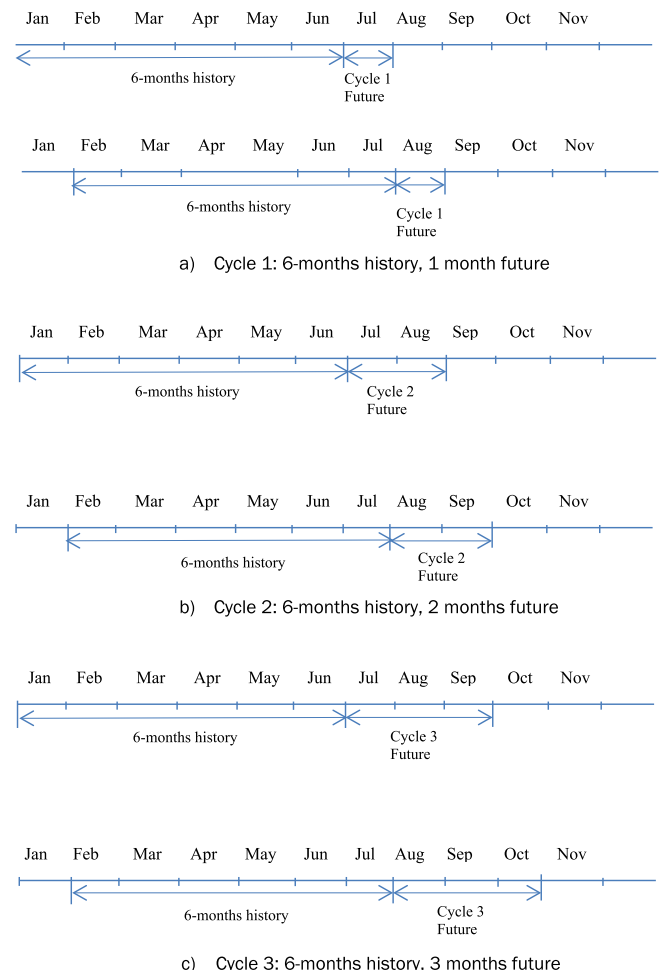 Jan Feb Mar Apr May Jun Jul Aug Sep Oct Nov
6-months history
Cycle 1
Future
Jan Feb Mar Apr May Jun Jul Aug Sep Oct Nov
6-months history
Cycle 1
Future
a) Cycle 1: 6-months history, 1 month future
Jan Feb Mar Apr May Jun Jul Aug Sep Oct Nov
6-months history
Cycle 2
Future
Jan Feb Mar Apr May Jun Jul Aug Sep Oct Nov
6-months history
Cycle 2
Future
b) Cycle 2: 6-months history, 2 months future
Jan Feb Mar Apr May Jun Jul Aug Sep Oct Nov
6-months history
Cycle 3
Future
Jan Feb Mar Apr May Jun Jul Aug Sep Oct Nov
6-months history
Cycle 3
Future
c) Cycle 3: 6-months history, 3 months future